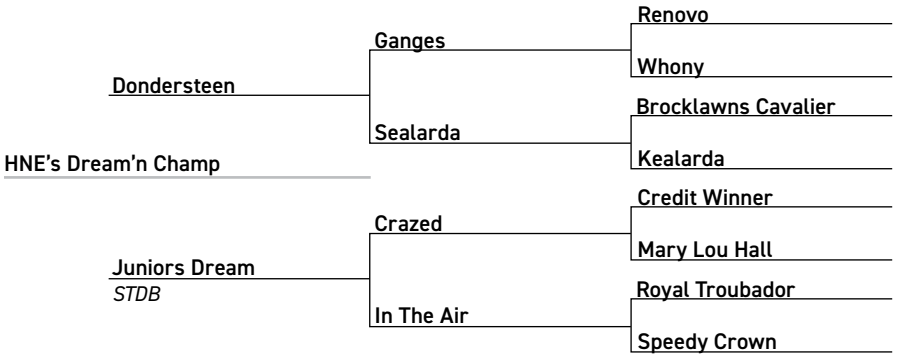 Renovo
Ganges
Whony
Dondersteen
Brocklawns Cavalier
Sealarda
Kealarda
HNE's Dream'n Champ
Credit Winner
Crazed
Mary Lou Hall
Juniors Dream
STDB
Royal Troubador
In The Air
Speedy Crown